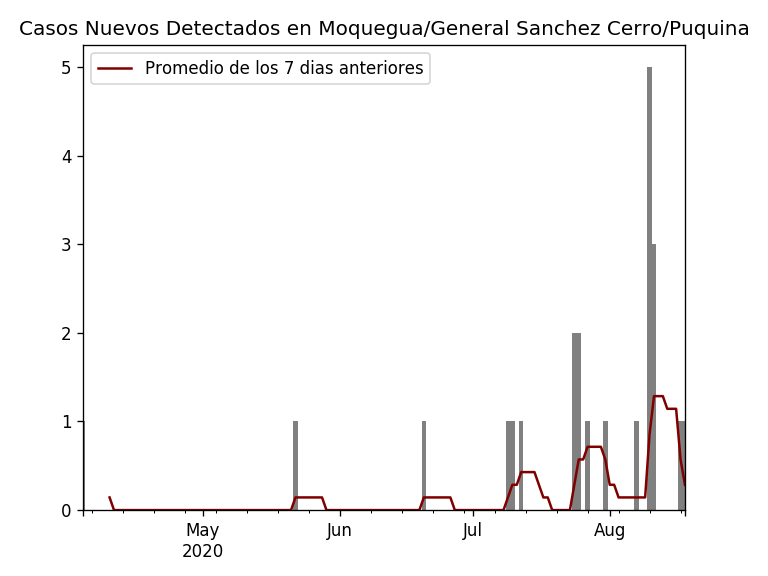 Casos Nuevos Detectados en Moquegua/General Sanchez Cerro/Puquina
Promedio de los 7 dias anteriores
5
4
3
2
1
0
May
2020
Jun
Jul
Aug